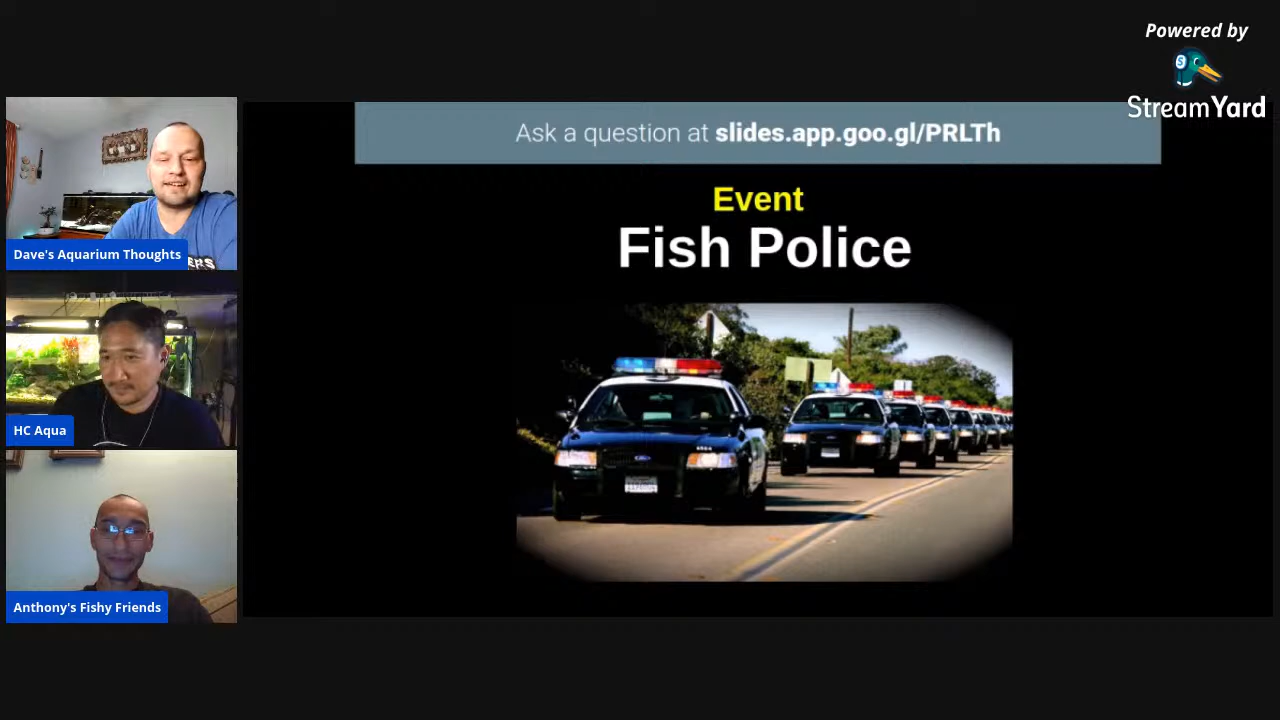 Powered by
StreamYard
Ask a question at slides.app.goo.gl/PRLTh
Event
Fish Police
Dave's Aquarium Thoughts
HC Aqua
Anthony's Fishy Friends